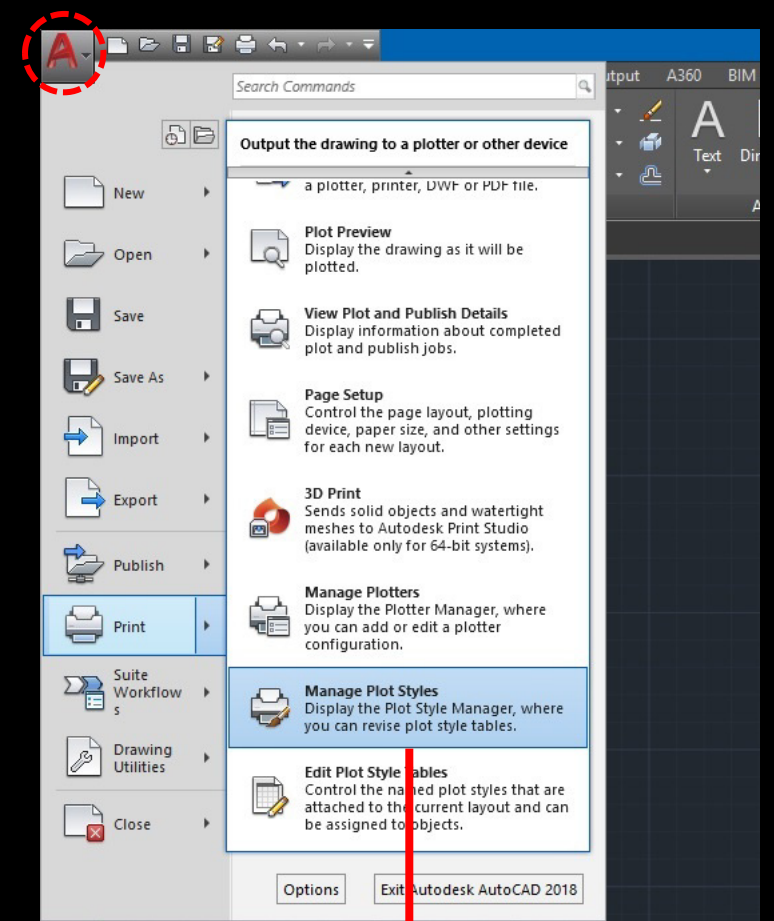 A
Search Commands
utput A360 BIM
Text Dir
A
Output the drawing to a plotter or other device
a plotter, printer, DWF or PDF file.
Plot Preview
Display the drawing as it will be
plotted.
View Plot and Publish Details
Display information about completed
plot and publish jobs.
Page Setup
Control the page layout, plotting
device, paper size, and other settings
for each new layout.
3D Print
Sends solid objects and watertight
meshes to Autodesk Print Studio
(available only for 64-bit systems).
Manage Plotters
Display the Plotter Manager, where
you can add or edit a plotter
configuration.
Manage Plot Styles
Display the Plot Style Manager, where
you can revise plot style tables.
Edit Plot Style Tables
Control the named plot styles that are
attached to the current layout and can
be assigned to objects.
New
Open
Save
Save As
Import
Export
Publish
Print
Suite
Workflow
s
Drawing
Utilities
Close
Options
Exit Autodesk AutoCAD 2018